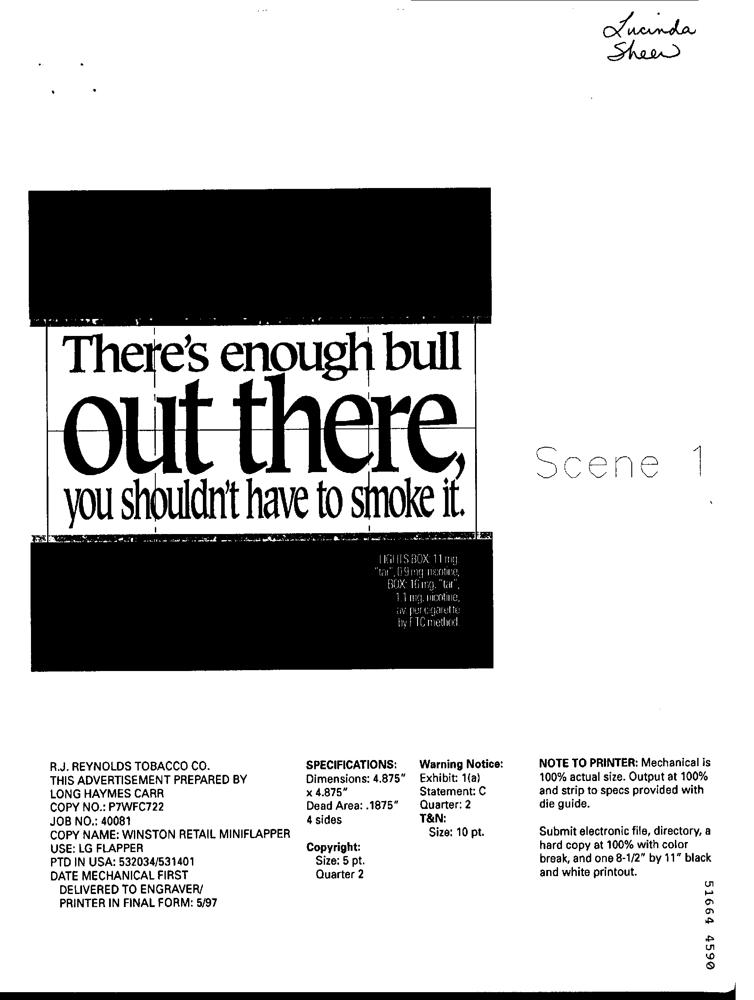 Lucinda
Sheer
There's enough bull
out there,
you shouldn't have to smoke it.
Scene 1
LIGHTS BOX: 11 mg.
"tar", 0.9 mg. nicotine,
BOX: 16 mg. "tar",
1.1 mg. nicotine,
av. per cigarette
by FTC method.
R.J. REYNOLDS TOBACCO CO.
THIS ADVERTISEMENT PREPARED BY
LONG HAYMES CARR
COPY NO.: P7WFC722
JOB NO.: 40081
COPY NAME: WINSTON RETAIL MINIFLAPPER
USE: LG FLAPPER
PTD IN USA: 532034/531401
DATE MECHANICAL FIRST
DELIVERED TO ENGRAVER/
PRINTER IN FINAL FORM: 5/97
SPECIFICATIONS:
Dimensions: 4.875"
x 4.875"
Dead Area: .1875"
4 sides
Copyright:
Size: 5 pt.
Quarter 2
Warning Notice:
Exhibit: 1(a)
Statement: C
Quarter: 2
T&N:
Size: 10 pt.
NOTE TO PRINTER: Mechanical is
100% actual size. Output at 100%
and strip to specs provided with
die guide.
Submit electronic file, directory, a
hard copy at 100% with color
break, and one 8-1/2" by 11" black
and white printout.
51664 4590